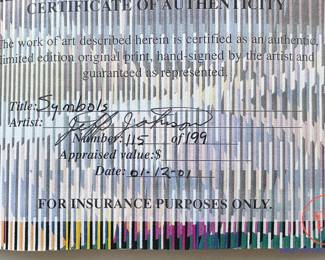 CERTIFICATE OF AUTHENTICITY
The work of art described herein is certified as an authentic,
limited edition original print, hand-signed by the artist and
guaranteed as represented.
Title: Symbols
Artist: Jeff Johnson
Number: 115 of 199
Appraised value:$
Date: 01-12-01
FOR INSURANCE PURPOSES ONLY.